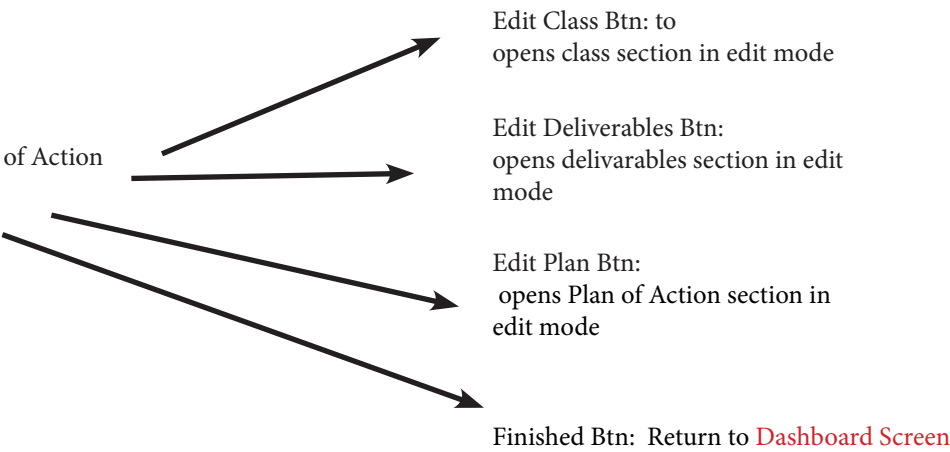 Edit Class Btn: to
opens class section in edit mode
of Action
Edit Deliverables Btn:
opens delivarables section in edit
mode
Edit Plan Btn:
opens Plan of Action section in
edit mode
Finished Btn: Return to Dashboard Screen